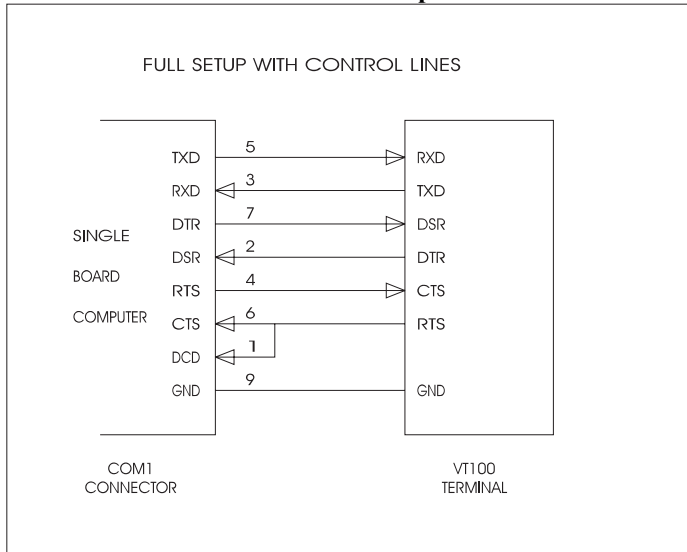 FULL SETUP WITH CONTROL LINES
TXD 5 RXD
RXD 3 TXD
DTR 7 DSR
SINGLE
DSR 2 DTR
BOARD
RTS 4 CTS
COMPUTER
CTS 6 RTS
DCD 1
GND 9 GND
COM1
CONNECTOR
VT100
TERMINAL